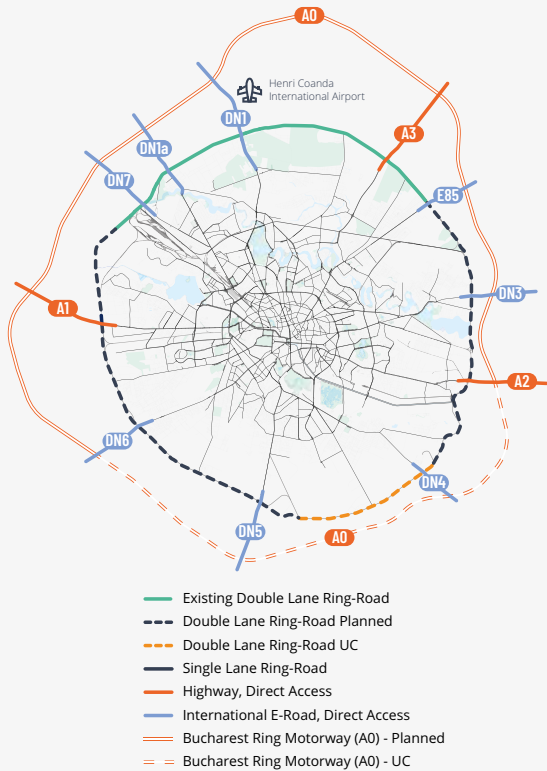 A0
Henri Coanda
International Airport
DN1
A3
DN1a
DN7
E85
DN3
A1
A2
DN6
DN4
DN5
A0
Existing Double Lane Ring-Road
Double Lane Ring-Road Planned
Double Lane Ring-Road UC
Single Lane Ring-Road
Highway, Direct Access
International E-Road, Direct Access
Bucharest Ring Motorway (A0) - Planned
Bucharest Ring Motorway (A0) - UC